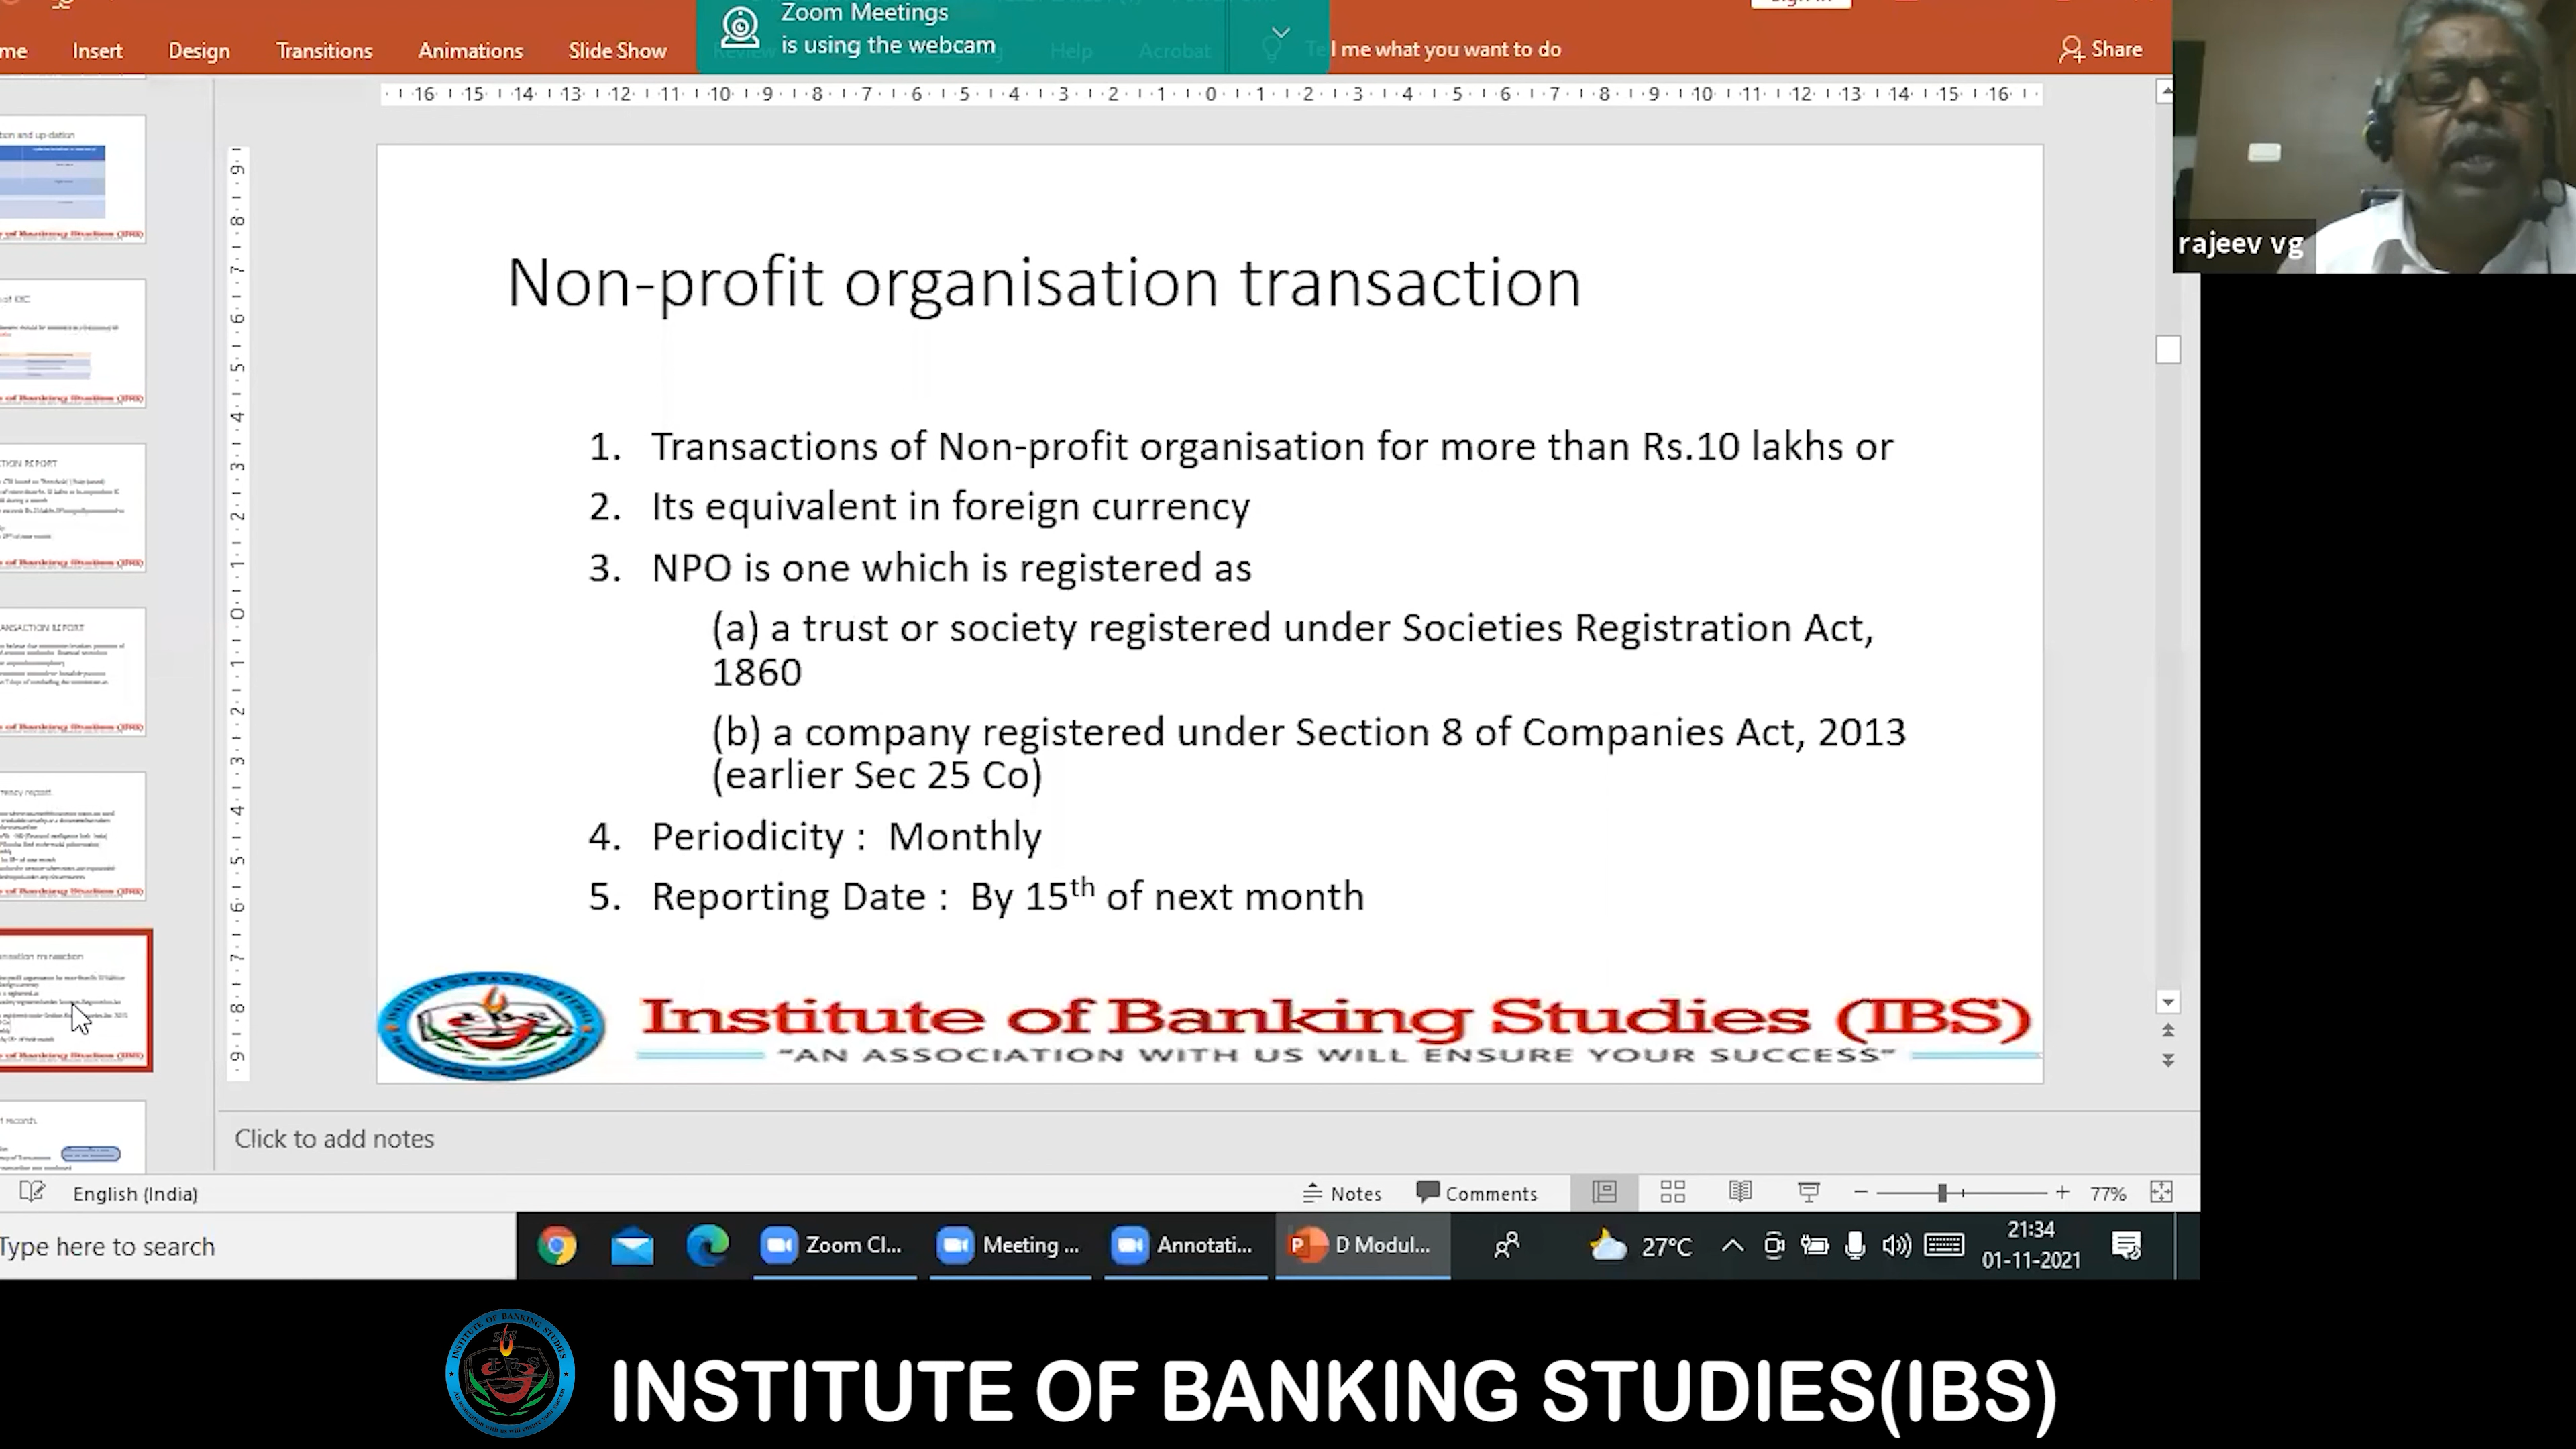 Zoom Meetings
is using the webcam
Insert
Design
Transitions
Animations
Slide Show
Help
Acrobat
me what you want to do
Share
rajeev vg
Non-profit organisation transaction
1. Transactions of Non-profit organisation for more than Rs.10 lakhs or
2. Its equivalent in foreign currency
3. NPO is one which is registered as
(a) a trust or society registered under Societies Registration Act,
1860
(b) a company registered under Section 8 of Companies Act, 2013
(earlier Sec 25 Co)
4. Periodicity : Monthly
5. Reporting Date : By 15th of next month
Institute of Banking Studies (IBS)
"AN ASSOCIATION WITH US WILL ENSURE YOUR SUCCESS"
Click to add notes
English (India)
Notes
Comments
77%
Type here to search
Zoom Cl...
Meeting ...
Annotati...
D Modul...
27°C
21:34
01-11-2021
INSTITUTE OF BANKING STUDIES(IBS)